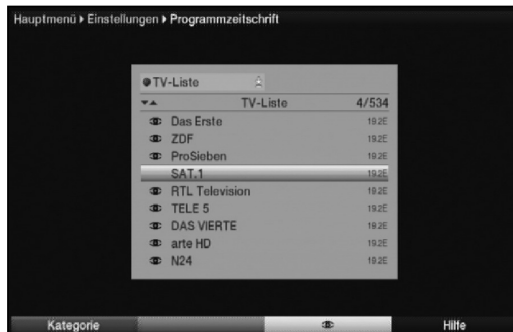 Hauptmenü ▸ Einstellungen ▸ Programmzeitschrift
TV-Liste
TV-Liste 4/534
Das Erste 19.2E
ZDF 19.2E
ProSieben 19.2E
SAT.1 19.2E
RTL Television 19.2E
TELE 5 19.2E
DAS VIERTE 19.2E
arte HD 19.2E
N24 19.2E
Kategorie Hilfe